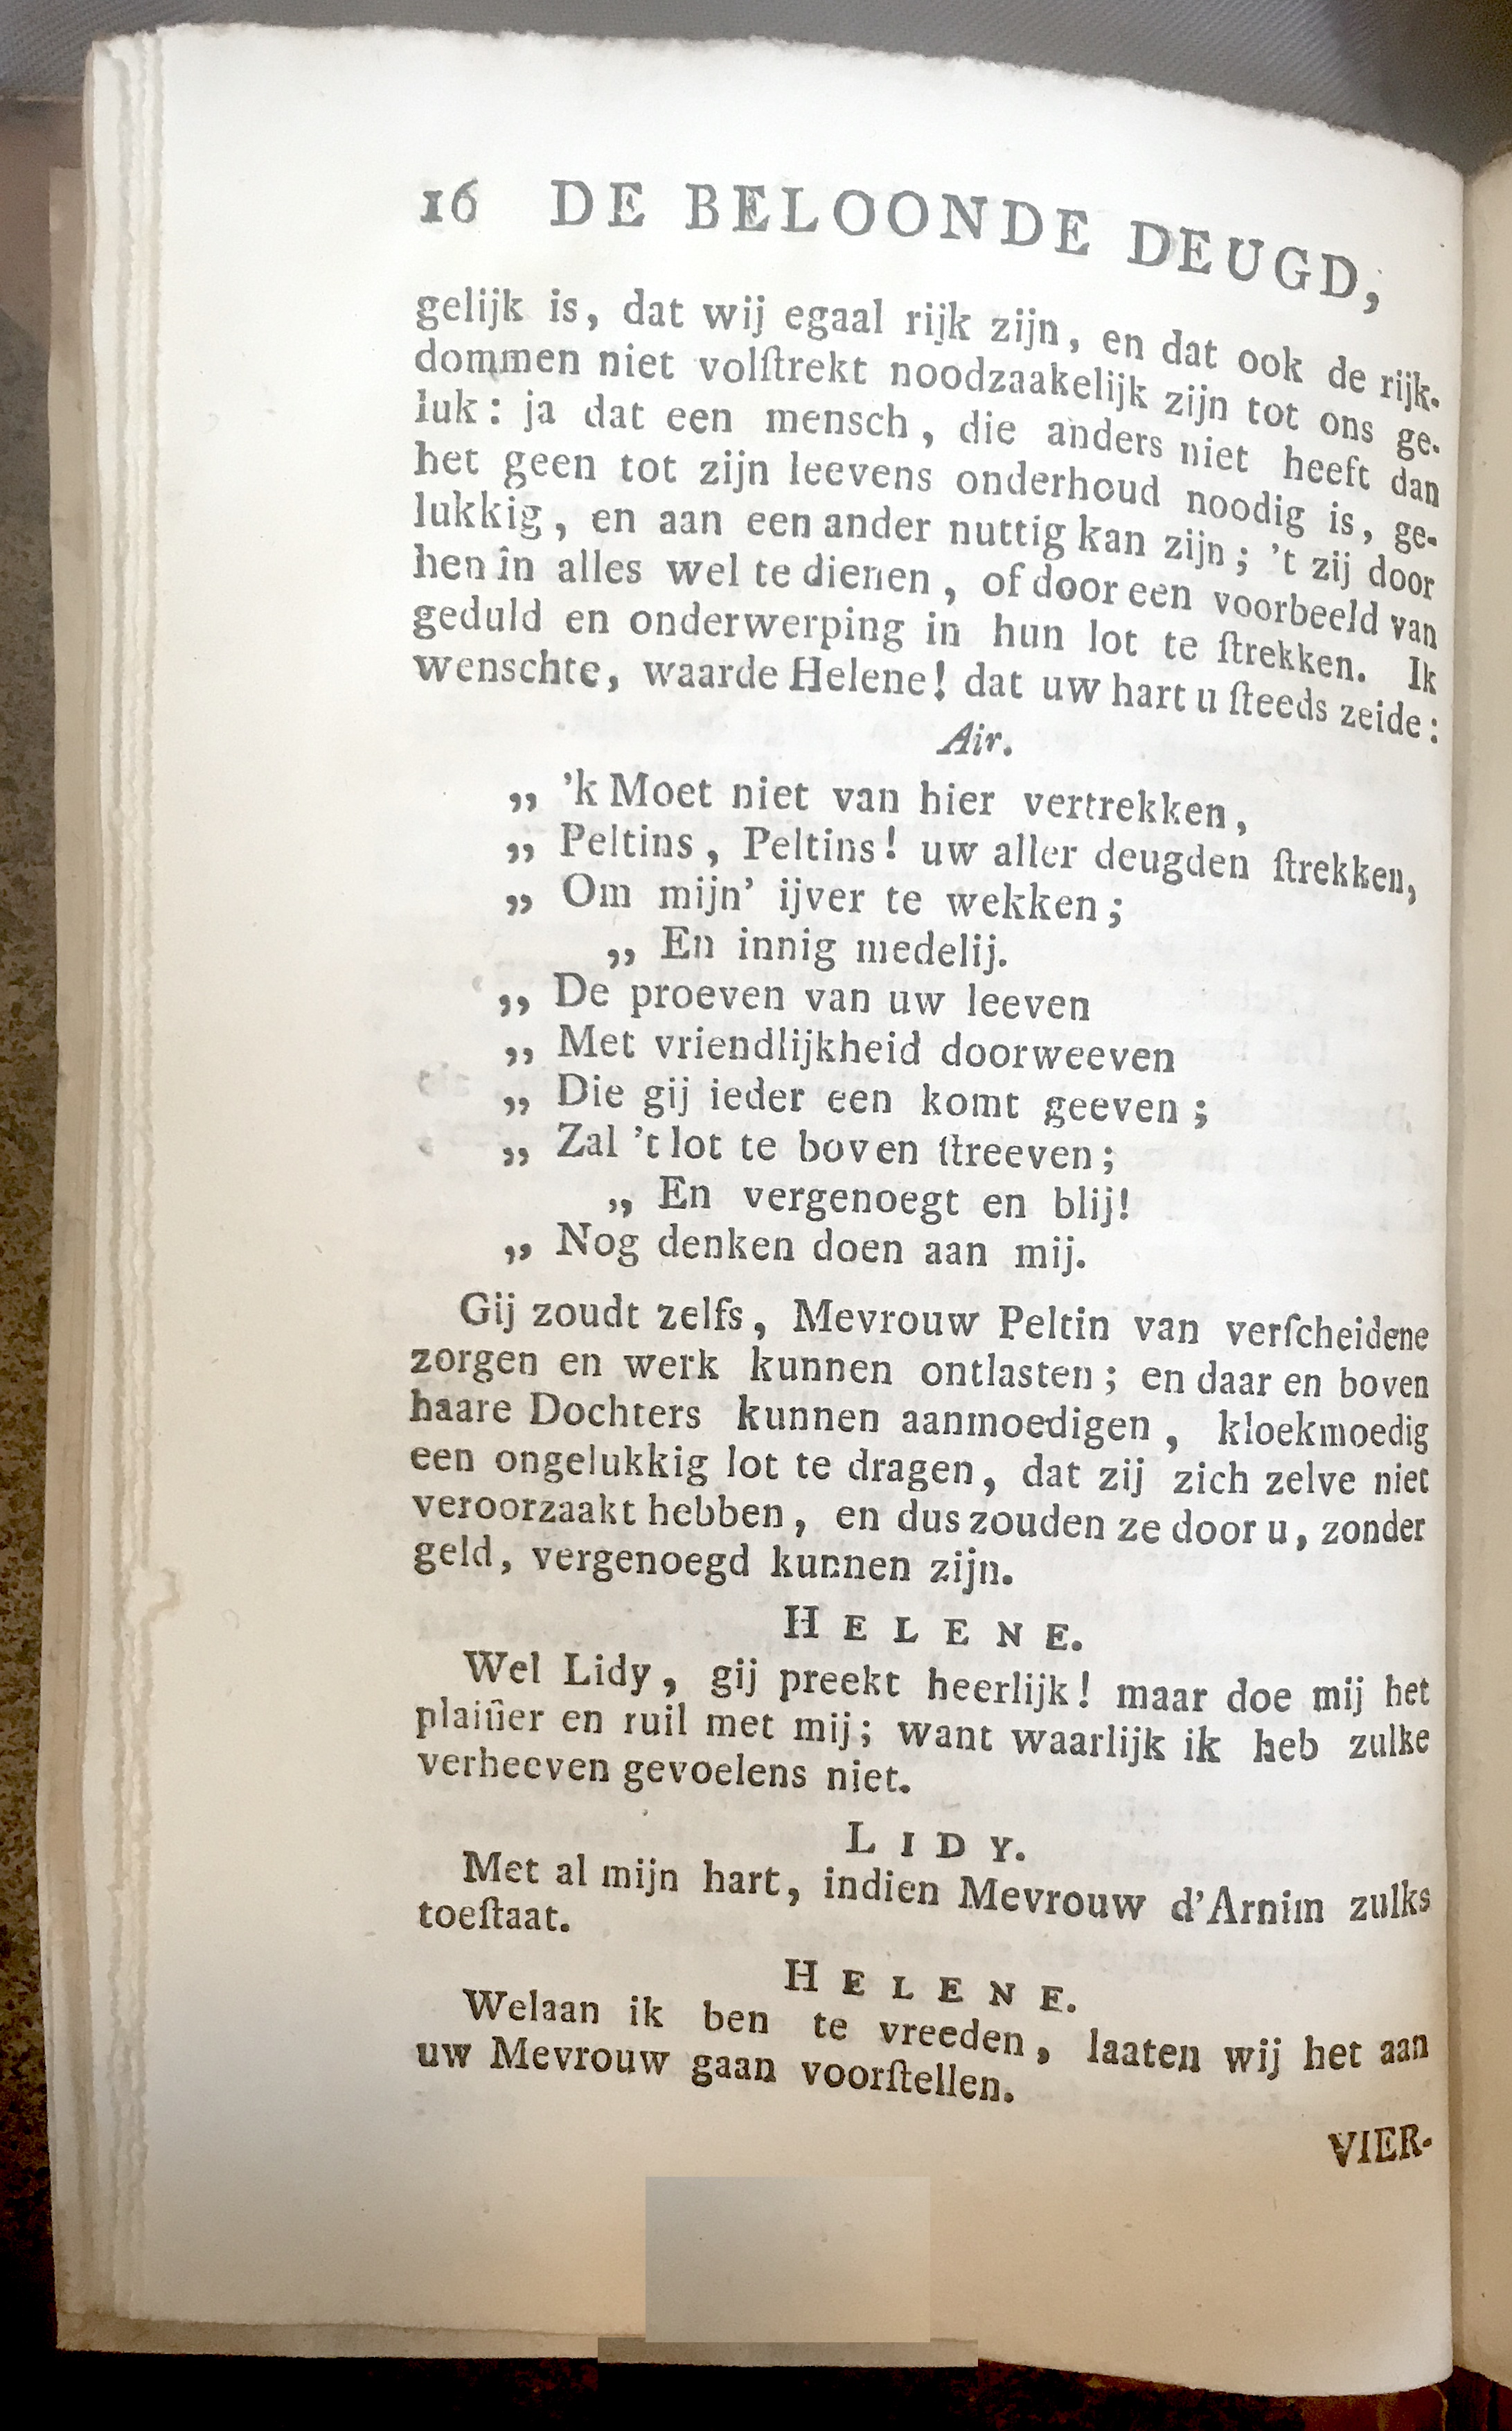 16 DE BELOONDE DEUGD,
gelijk is, dat wij egaal rijk zijn, en dat ook de rijk-
dommen niet volſtrekt noodzaakelijk zijn tot ons ge-
luk: ja dat een mensch, die anders niet heeft dan
het geen tot zijn leevens onderhoud noodig is, ge-
lukkig, en aan een ander nuttig kan zijn; 't zij door
hen in alles wel te dienen, of door een voorbeeld van
geduld en onderwerping in hun lot te ſtrekken. Ik
wenschte, waarde Helene! dat uw hart u ſteeds zeide:
Air.
„ 'k Moet niet van hier vertrekken,
„ Peltins, Peltins! uw aller deugden ſtrekken,
„ Om mijn' ijver te wekken;
„ En innig medelij.
„ De proeven van uw leeven
„ Met vriendlijkheid doorweeven
„ Die gij ieder een komt geeven;
„ Zal 't lot te boven ſtreeven;
„ En vergenoegt en blij!
„ Nog denken doen aan mij.
Gij zoudt zelfs, Mevrouw Peltin van verſcheidene
zorgen en werk kunnen ontlasten; en daar en boven
haare Dochters kunnen aanmoedigen, kloekmoedig
een ongelukkig lot te dragen, dat zij zich zelve niet
veroorzaakt hebben, en dus zouden ze door u, zonder
geld, vergenoegd kunnen zijn.
HELENE.
Wel Lidy, gij preekt heerlijk! maar doe mij het
plaiſier en ruil met mij; want waarlijk ik heb zulke
verheeven gevoelens niet.
LIDY.
Met al mijn hart, indien Mevrouw d'Arnim zulks
toeſtaat.
HELENE.
Welaan ik ben te vreeden, laaten wij het aan
uw Mevrouw gaan voorſtellen.
VIER-